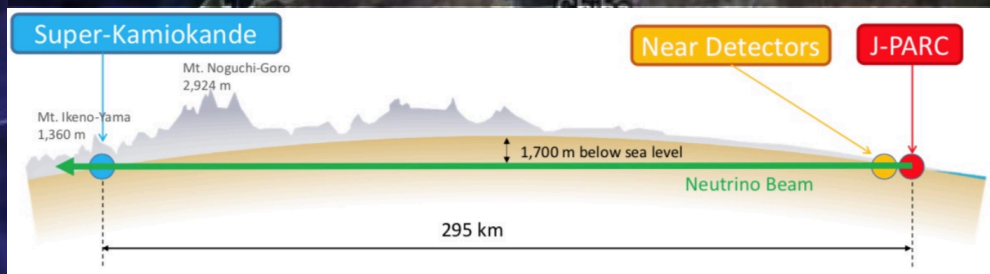 Super-Kamiokande
Near Detectors
J-PARC
Mt. Noguchi-Goro
2,924 m
Mt. Ikeno-Yama
1,360 m
1,700 m below sea level
Neutrino Beam
295 km